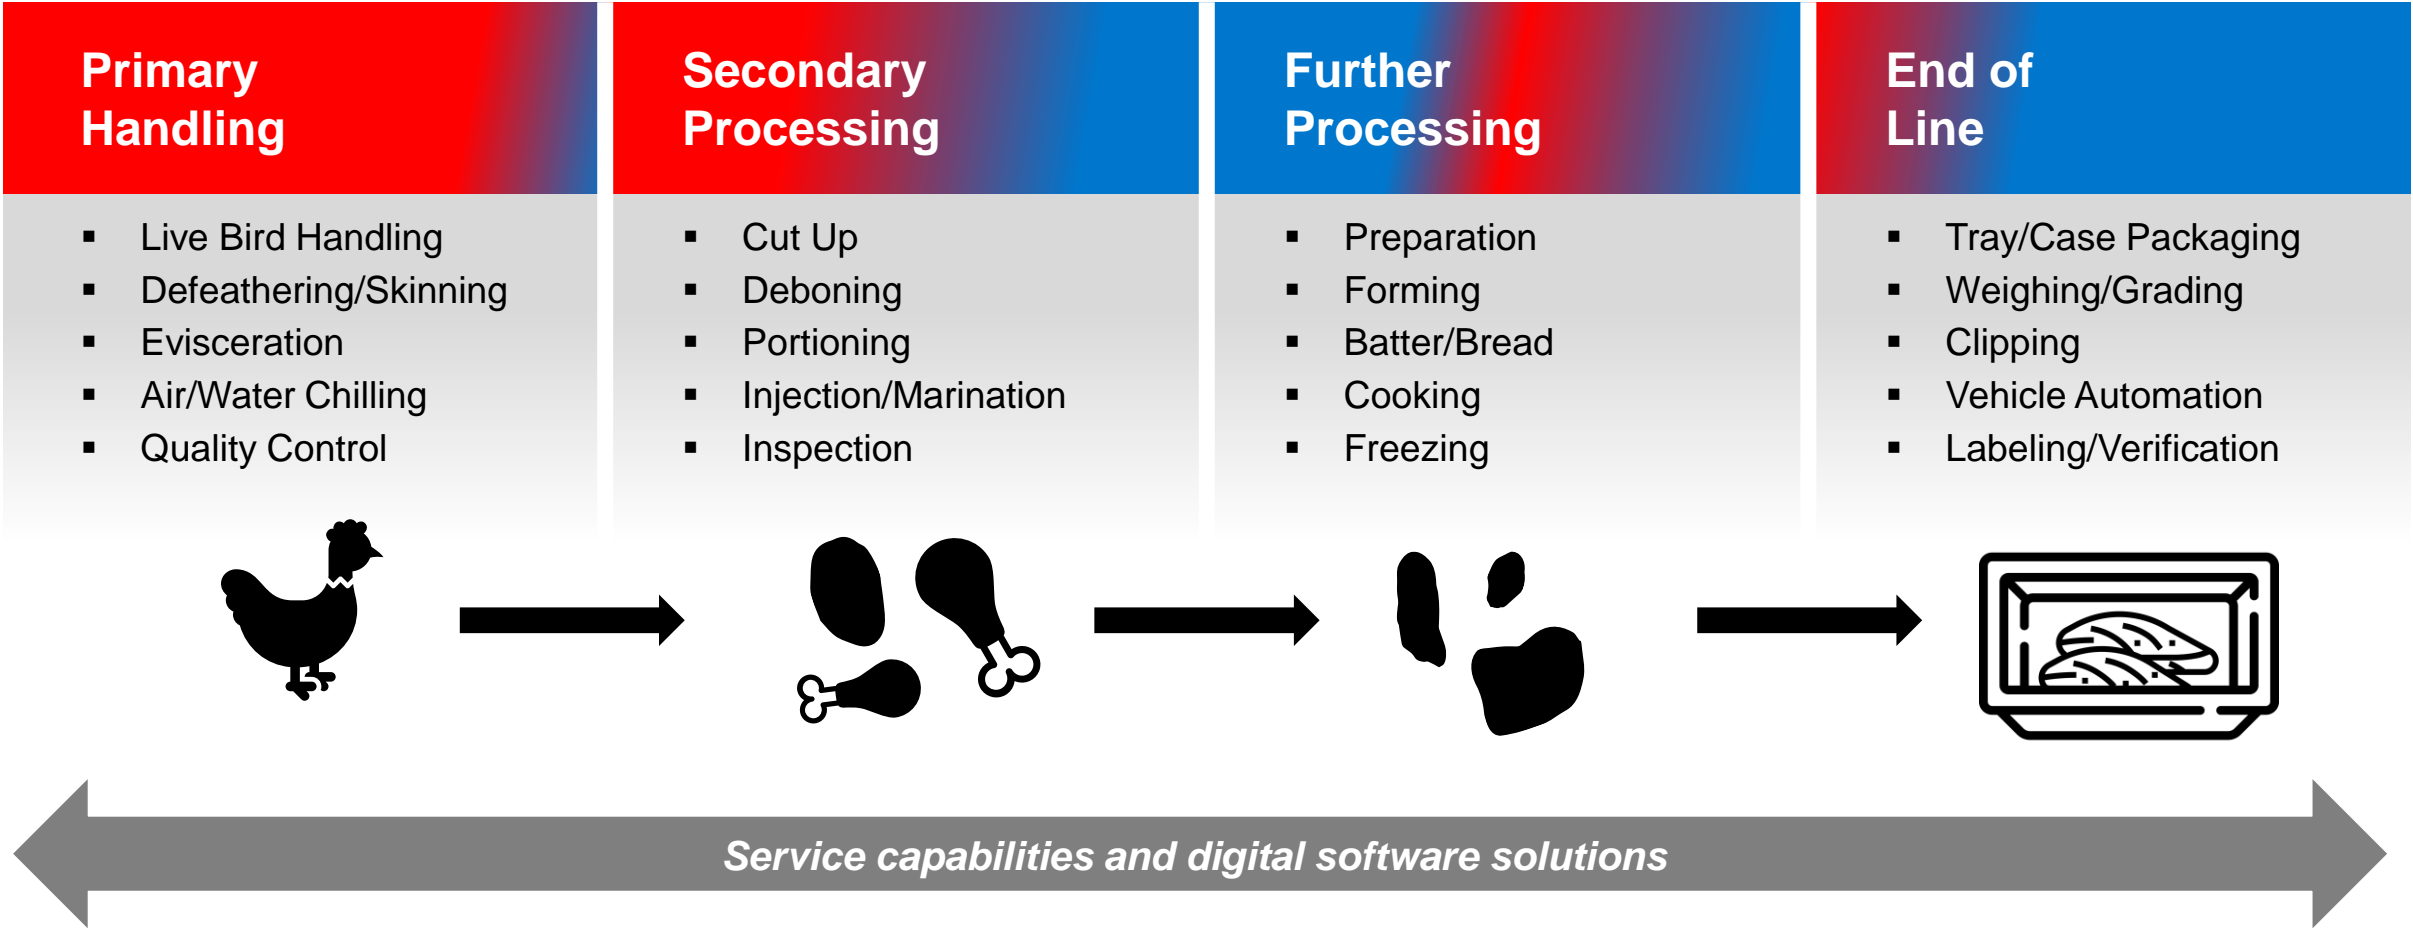 Primary
Handling
▪ Live Bird Handling
▪ Defeathering/Skinning
▪ Evisceration
▪ Air/Water Chilling
▪ Quality Control
Secondary
Processing
▪ Cut Up
▪ Deboning
▪ Portioning
▪ Injection/Marination
▪ Inspection
Further
Processing
▪ Preparation
▪ Forming
▪ Batter/Bread
▪ Cooking
▪ Freezing
End of
Line
▪ Tray/Case Packaging
▪ Weighing/Grading
▪ Clipping
▪ Vehicle Automation
▪ Labeling/Verification
Service capabilities and digital software solutions